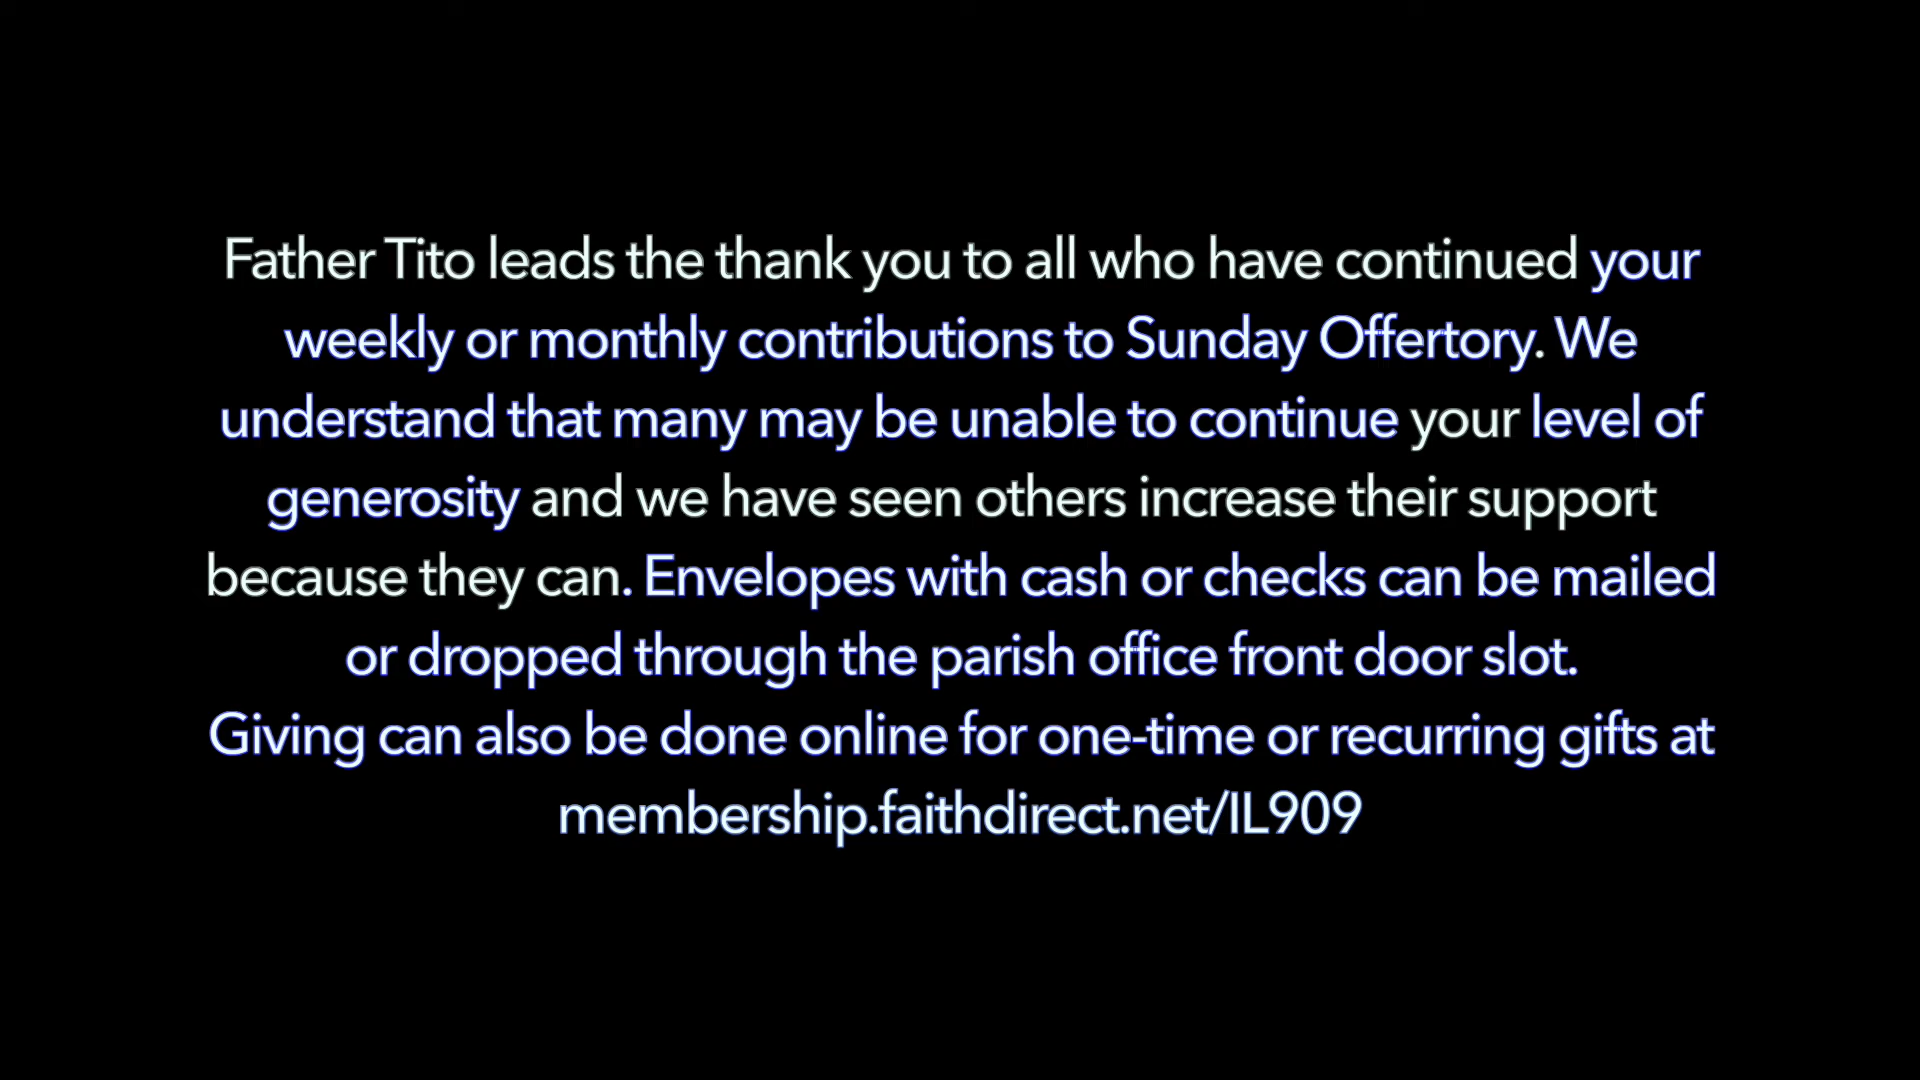 Father Tito leads the thank you to all who have continued your
weekly or monthly contributions to Sunday Offertory. We
understand that many may be unable to continue your level of
generosity and we have seen others increase their support
because they can. Envelopes with cash or checks can be mailed
or dropped through the parish office front door slot.
Giving can also be done online for one-time or recurring gifts at
membership.faithdirect.net/IL909